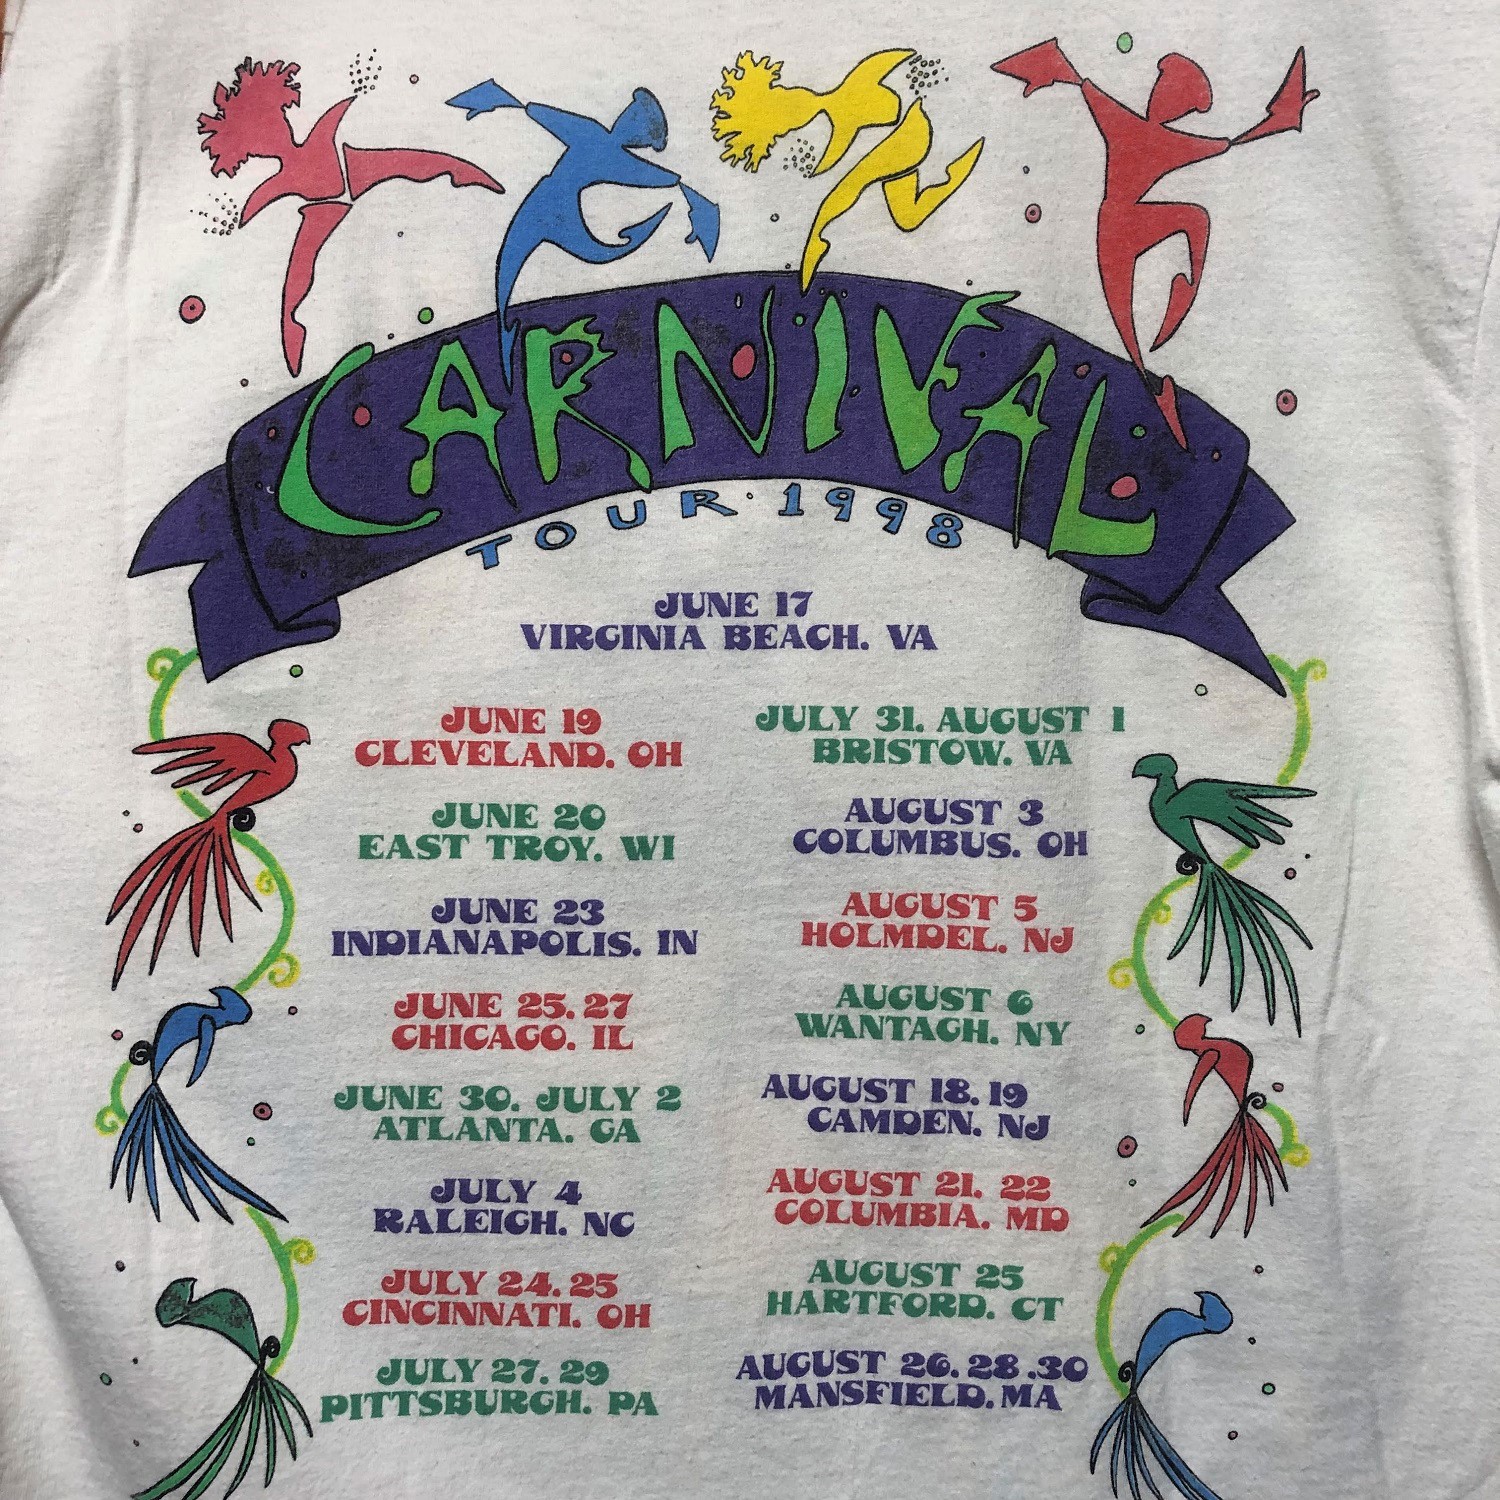 CARNIVAL
TOUR · 1998
JUNE 17
VIRGINIA BEACH. VA
JUNE 19
CLEVELAND. OH
JUNE 20
EAST TROY. WI
JUNE 23
INDIANAPOLIS. IN
JUNE 25. 27
CHICAGO. IL
JUNE 30. JULY 2
ATLANTA. GA
JULY 4
RALEIGH. NC
JULY 24. 25
CINCINNATI. OH
JULY 27. 29
PITTSBURGH. PA
JULY 31. AUGUST 1
BRISTOW. VA
AUGUST 3
COLUMBUS. OH
AUGUST 5
HOLMDEL. NJ
AUGUST 6
WANTAGH. NY
AUGUST 18. 19
CAMDEN. NJ
AUGUST 21. 22
COLUMBIA. MD
AUGUST 25
HARTFORD. CT
AUGUST 26. 28 .30
MANSFIELD. MA